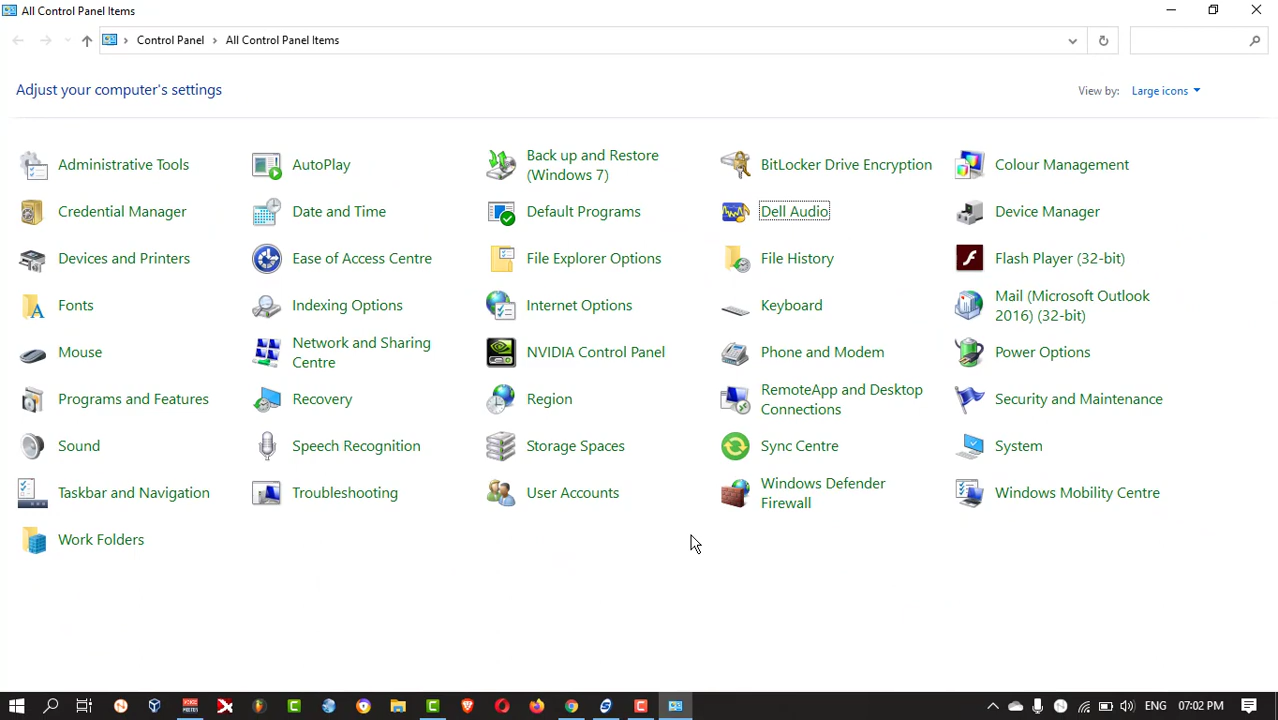 All Control Panel Items
Control Panel > All Control Panel Items
Adjust your computer's settings
View by: Large icons
Administrative Tools
AutoPlay
Back up and Restore
(Windows 7)
BitLocker Drive Encryption
Colour Management
Credential Manager
Date and Time
Default Programs
Dell Audio
Device Manager
Devices and Printers
Ease of Access Centre
File Explorer Options
File History
Flash Player (32-bit)
Fonts
Indexing Options
Internet Options
Keyboard
Mail (Microsoft Outlook
2016) (32-bit)
Mouse
Network and Sharing
Centre
NVIDIA Control Panel
Phone and Modem
Power Options
Programs and Features
Recovery
Region
RemoteApp and Desktop
Connections
Security and Maintenance
Sound
Speech Recognition
Storage Spaces
Sync Centre
System
Taskbar and Navigation
Troubleshooting
User Accounts
Windows Defender
Firewall
Windows Mobility Centre
Work Folders
ENG 07:02 PM